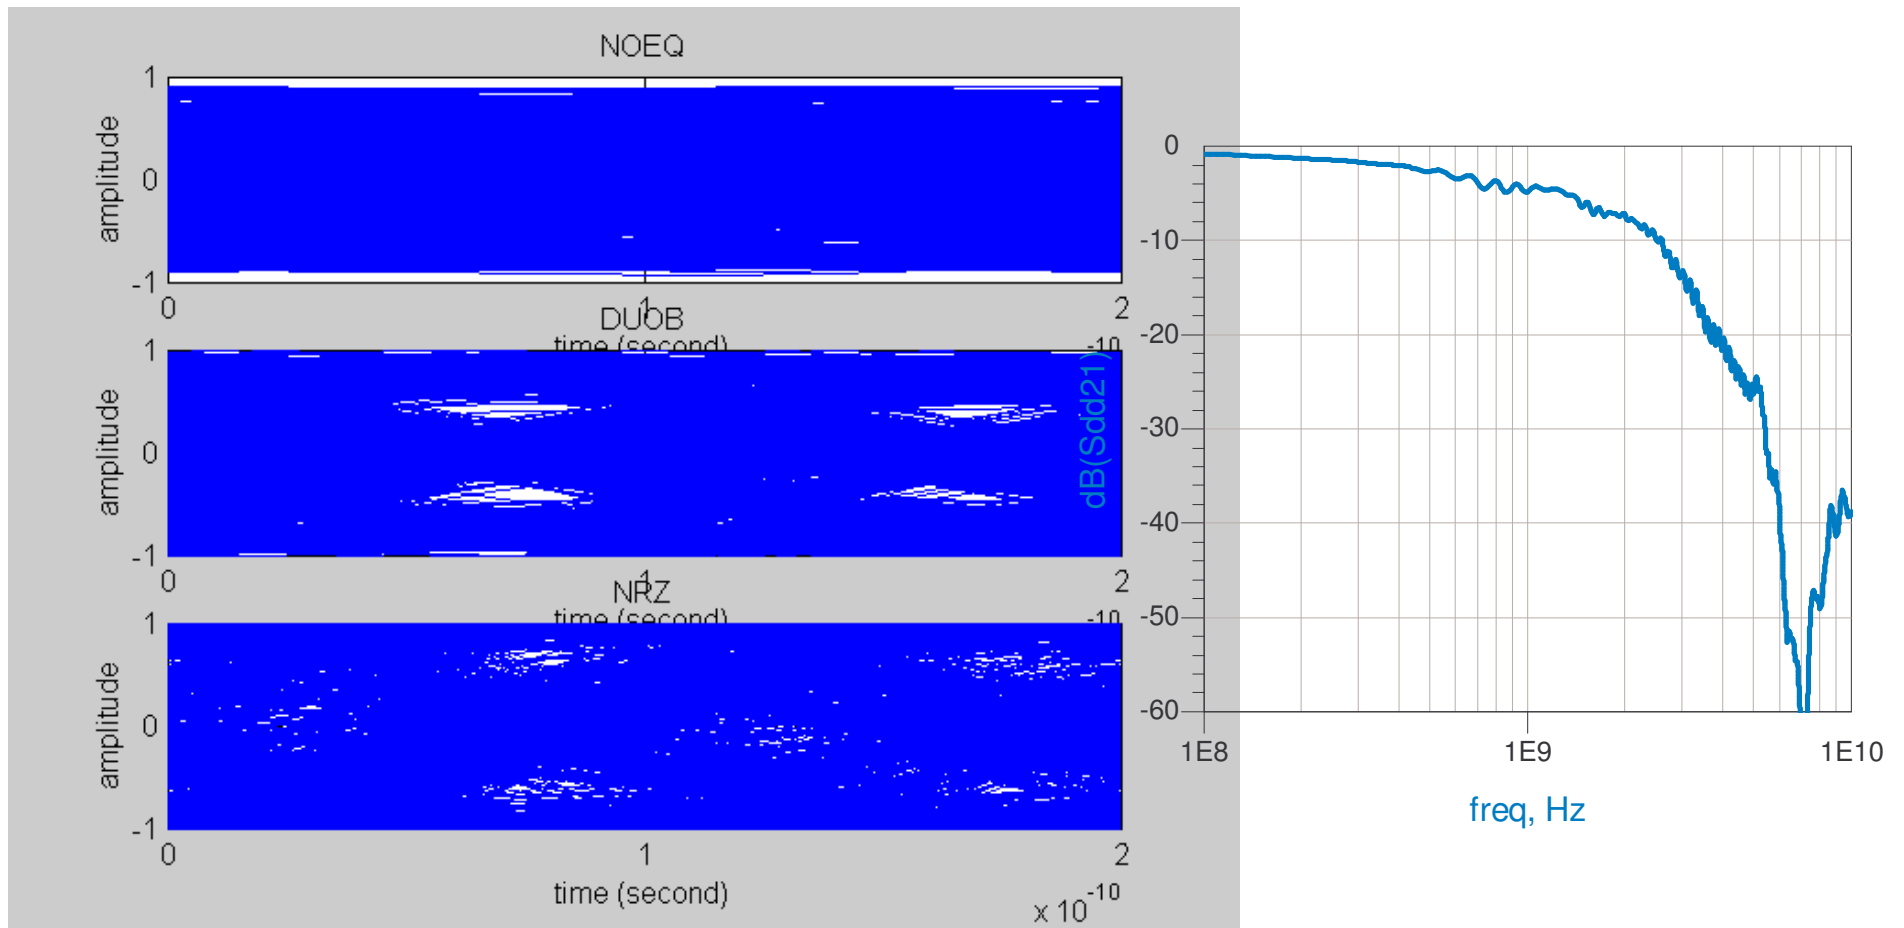 NOEQ
1
0
-1
amplitude
0
1
2
time (second)
-10
DUOB
1
0
-1
amplitude
0
1
2
time (second)
-10
NRZ
1
0
-1
amplitude
0
1
2
time (second)
x 10-10
0
-10
-20
-30
-40
-50
-60
dB(Sdd21)
1E8
1E9
1E10
freq, Hz